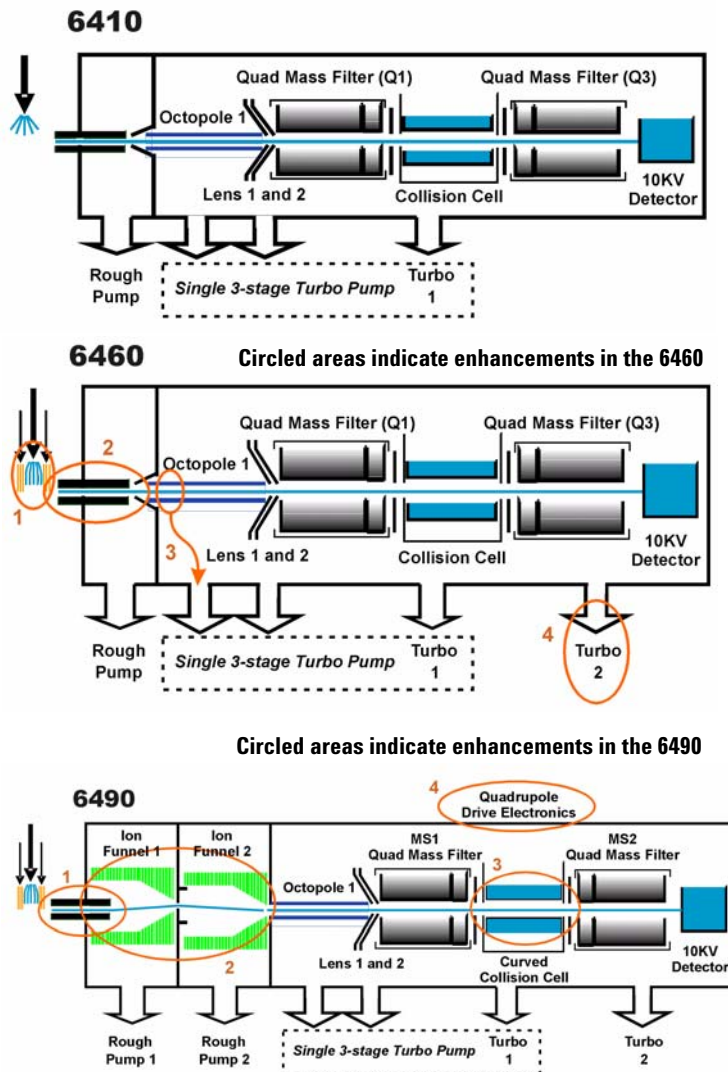 6410
Quad Mass Filter (Q1)
Quad Mass Filter (Q3)
Octopole 1
Lens 1 and 2
Collision Cell
10KV
Detector
Rough
Pump
Single 3-stage Turbo Pump
Turbo
1
6460
Circled areas indicate enhancements in the 6460
Quad Mass Filter (Q1)
Quad Mass Filter (Q3)
2
Octopole 1
1
3
Lens 1 and 2
Collision Cell
10KV
Detector
Rough
Pump
Single 3-stage Turbo Pump
Turbo
1
4
Turbo
2
Circled areas indicate enhancements in the 6490
6490
4
Quadrupole
Drive Electronics
Ion
Funnel 1
Ion
Funnel 2
MS1
Quad Mass Filter
MS2
Quad Mass Filter
1
3
Octopole 1
2
Lens 1 and 2
Curved
Collision Cell
10KV
Detector
Rough
Pump 1
Rough
Pump 2
Single 3-stage Turbo Pump
Turbo
1
Turbo
2